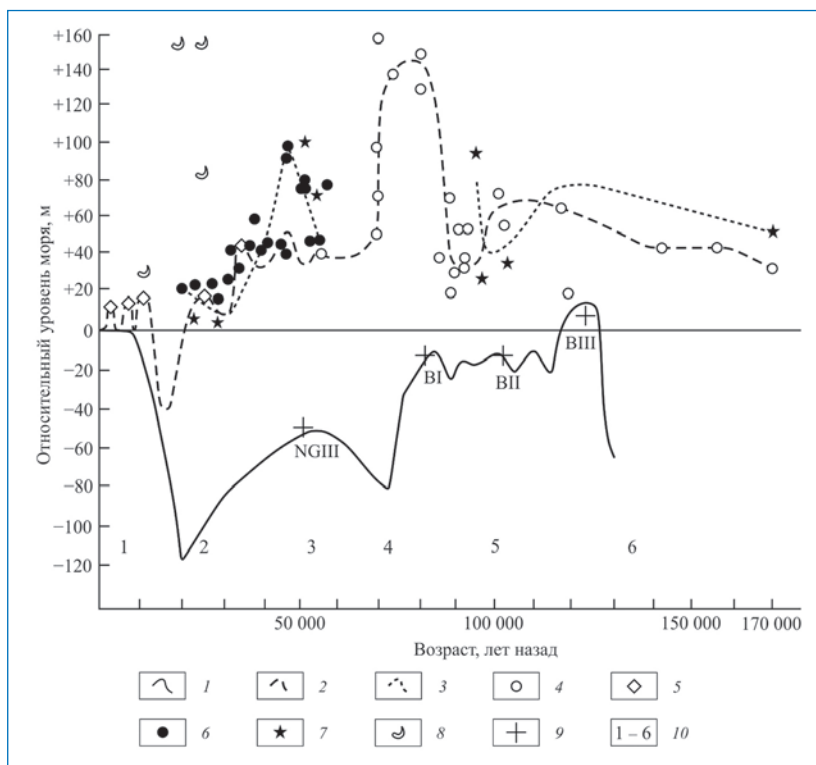 +160
+140
+120
+100
+80
+60
+40
+20
0
−20
−40
−60
−80
−100
−120
Относительный уровень моря, м
BI
BII
BIII
NGIII
1 2 3 4 5 6
50 000 100 000 150 000 170 000
Возраст, лет назад
1 2 3 4 5
6 7 8 9 1 – 6 10